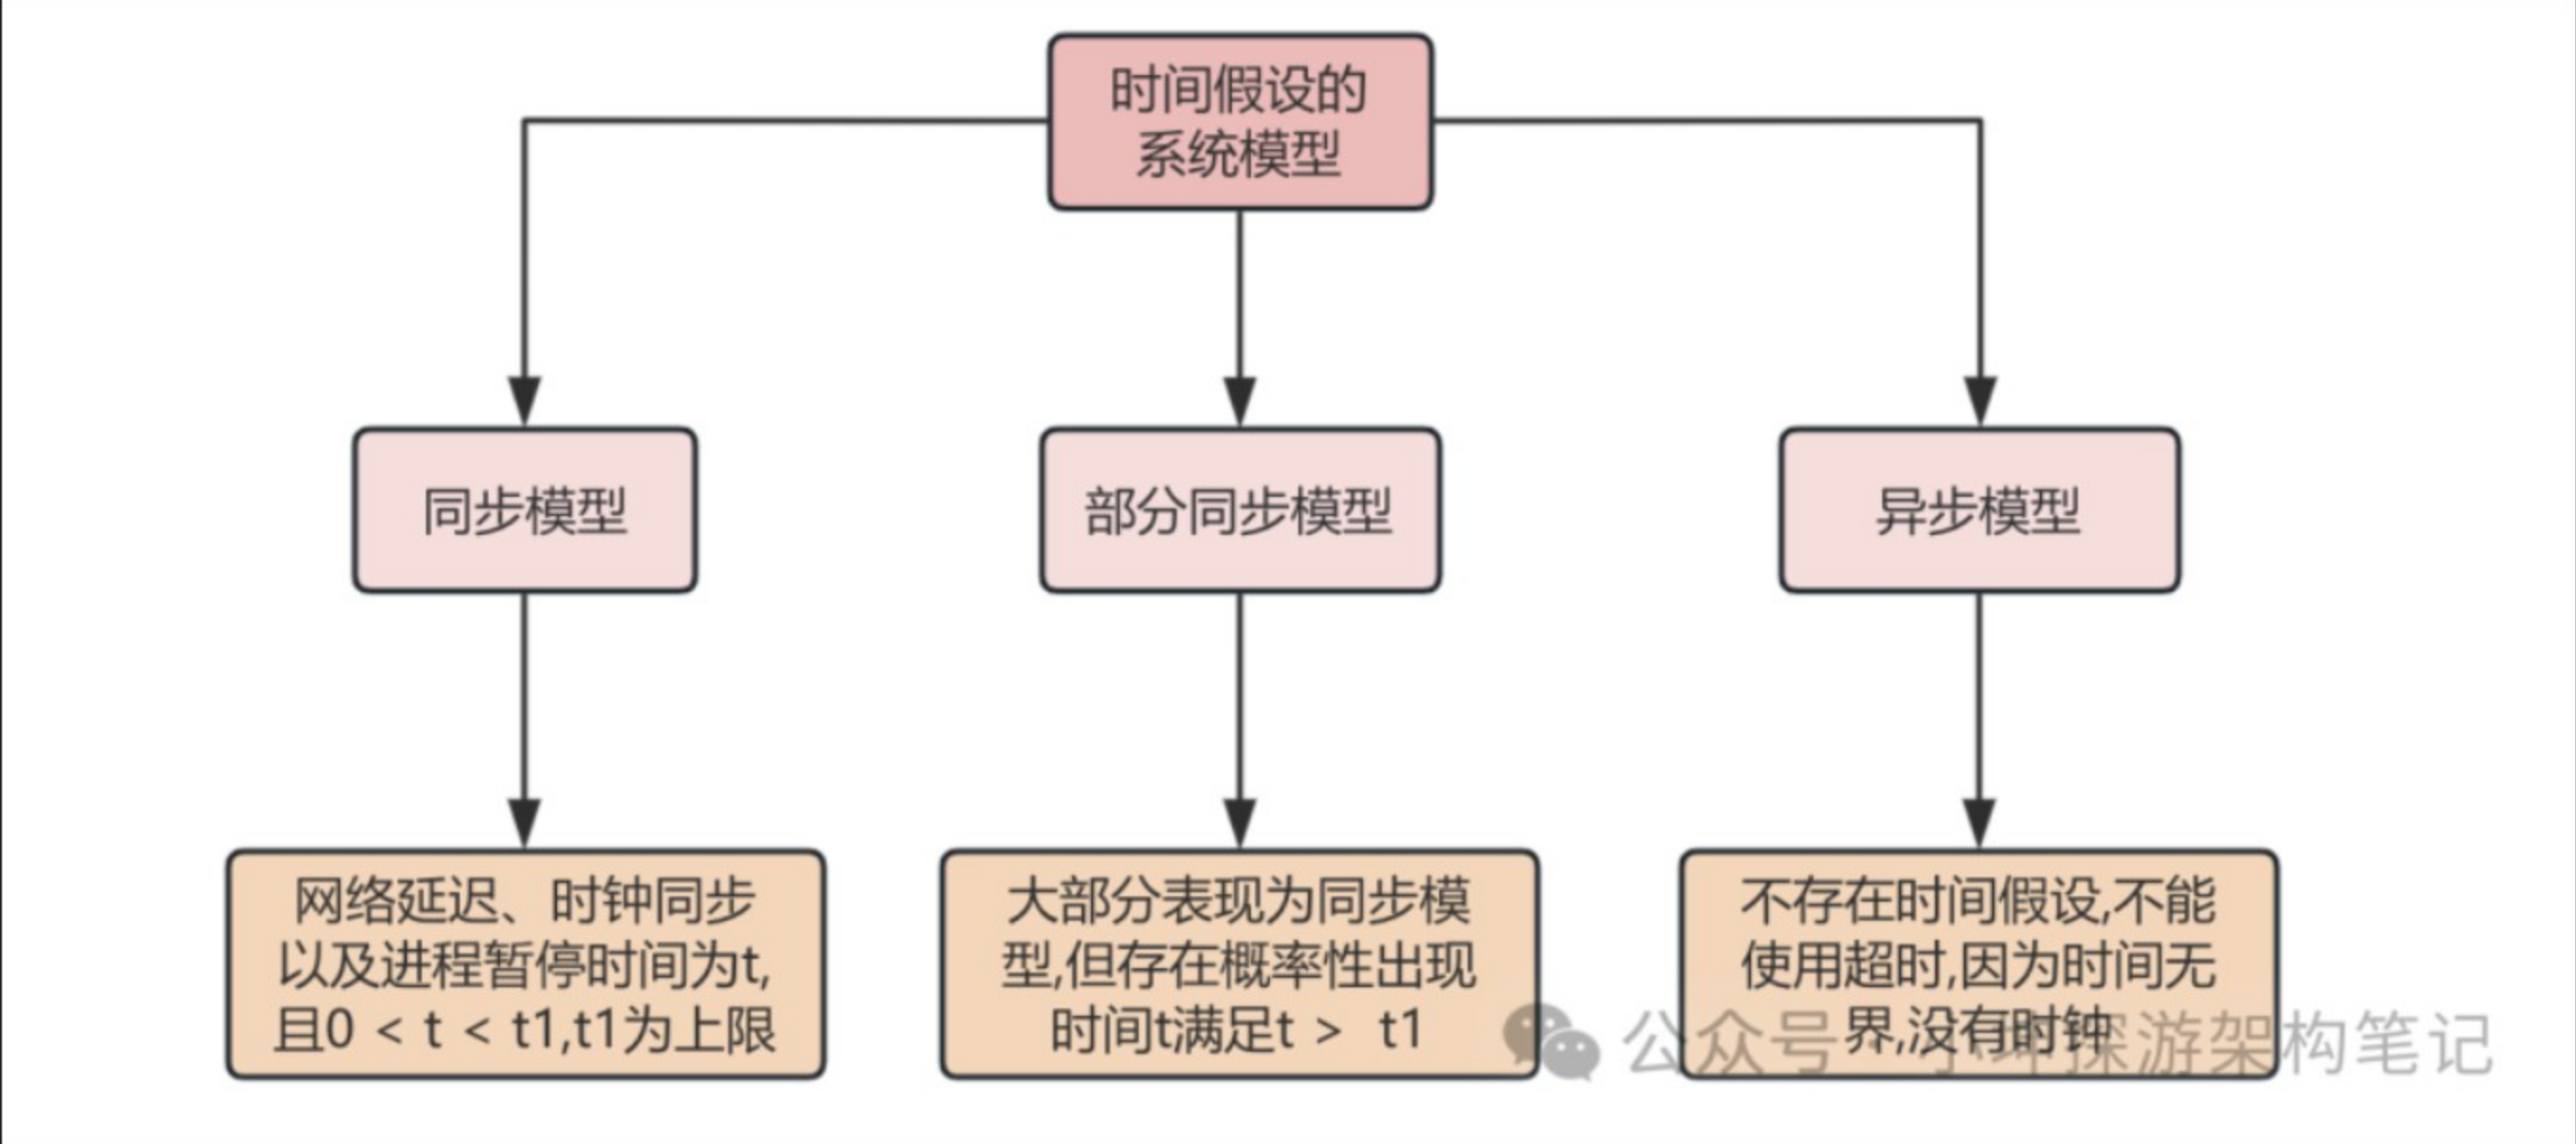 时间假设的
系统模型
同步模型
部分同步模型
异步模型
网络延迟、时钟同步
以及进程暂停时间为t,
且0 < t < t1,t1为上限
大部分表现为同步模
型,但存在概率性出现
时间t满足t > t1
不存在时间假设,不能
使用超时,因为时间无
界,没有时钟
公众号·小坤探游架构笔记